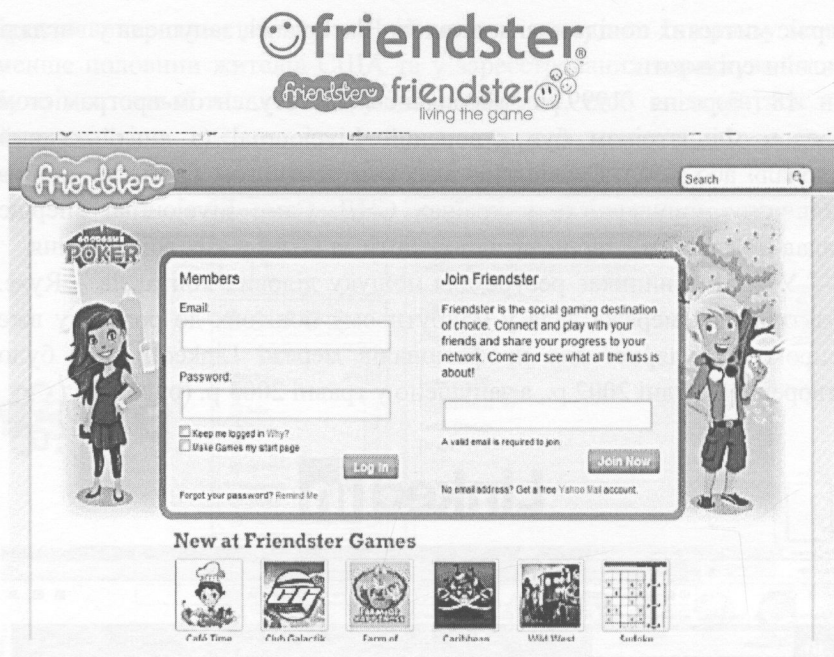 friendster®
friendster friendster
living the game
friendster
Search
GOODGAME
POKER
Members
Email:
Password:
Keep me logged in Why?
Make Games my start page
Log In
Forgot your password? Remind Me
Join Friendster
Friendster is the social gaming destination
of choice. Connect and play with your
friends and share your progress to your
network. Come and see what all the fuss is
about!
A valid email is required to join.
Join Now
No email address? Get a free Yahoo Mail account.
New at Friendster Games
Café Time
Club Galactik
Farm of
Caribbean
Wild West
Sudoku